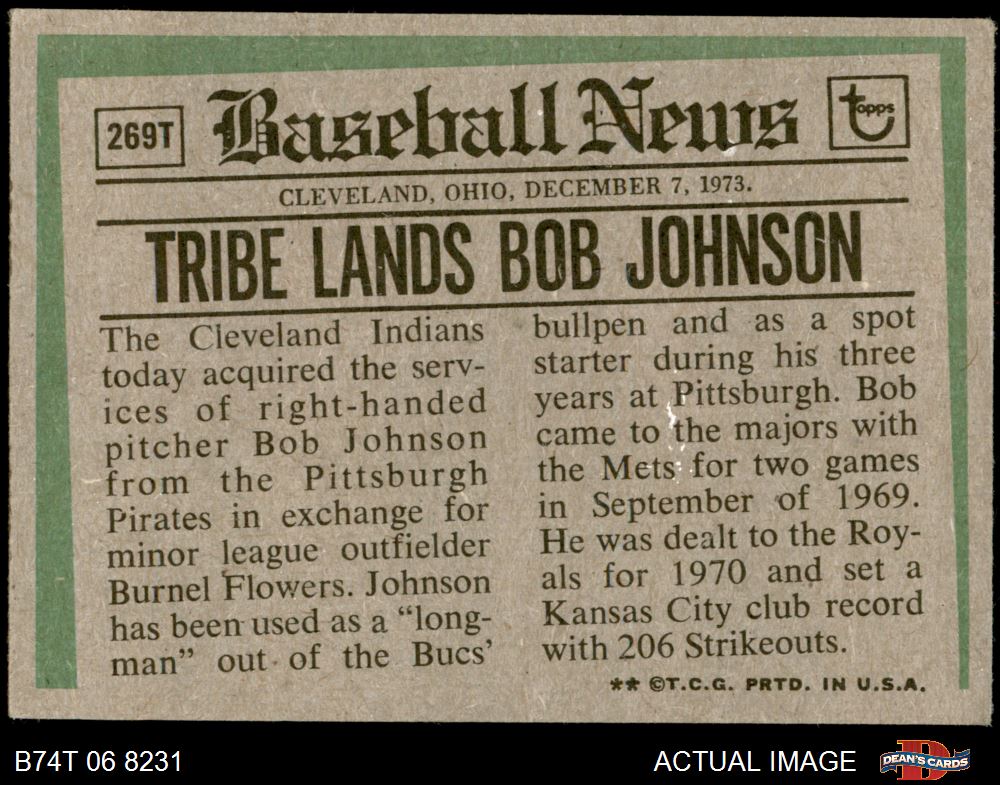 269T
Baseball News
topps
CLEVELAND, OHIO, DECEMBER 7, 1973.
TRIBE LANDS BOB JOHNSON
The Cleveland Indians
today acquired the serv-
ices of right-handed
pitcher Bob Johnson
from the Pittsburgh
Pirates in exchange for
minor league outfielder
Burnel Flowers. Johnson
has been used as a “long-
man” out of the Bucs’
bullpen and as a spot
starter during his three
years at Pittsburgh. Bob
came to the majors with
the Mets for two games
in September of 1969.
He was dealt to the Roy-
als for 1970 and set a
Kansas City club record
with 206 Strikeouts.
** ©T.C.G. PRTD. IN U.S.A.
B74T 06 8231
ACTUAL IMAGE
D
DEAN'S CARDS